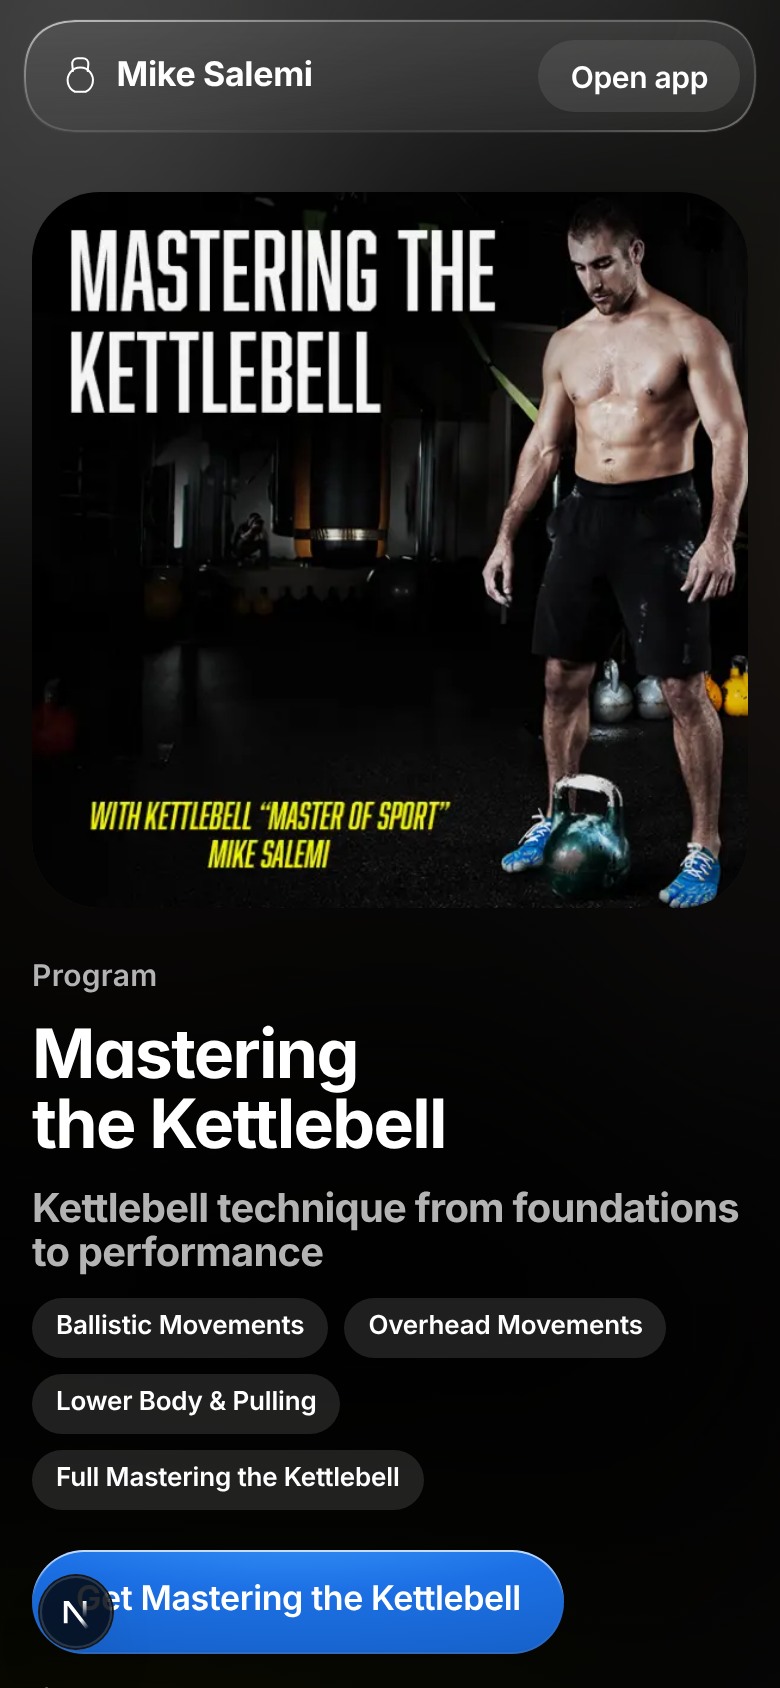 Mike Salemi
Open app
MASTERING THE
KETTLEBELL
WITH KETTLEBELL “MASTER OF SPORT”
MIKE SALEMI
Program
Mastering
the Kettlebell
Kettlebell technique from foundations
to performance
Ballistic Movements
Overhead Movements
Lower Body & Pulling
Full Mastering the Kettlebell
Get Mastering the Kettlebell
N